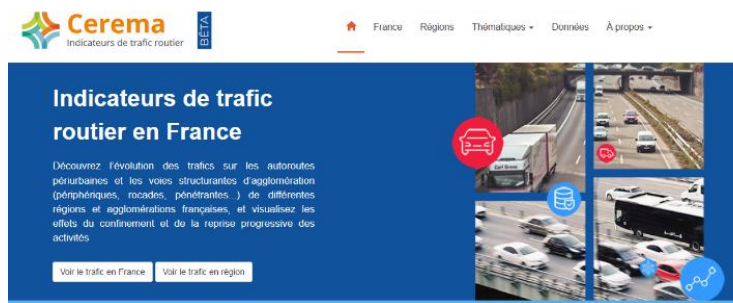 Cerema
Indicateurs de trafic routier
BÊTA
France Régions Thématiques Données À propos
Indicateurs de trafic
routier en France
Découvrez l'évolution des trafics sur les autoroutes
périurbaines et les voies structurantes d'agglomération
(périphériques, rocades, pénétrantes...) de différentes
régions et agglomérations françaises, et visualisez les
effets du confinement et de la reprise progressive des
activités
Voir le trafic en France Voir le trafic en région